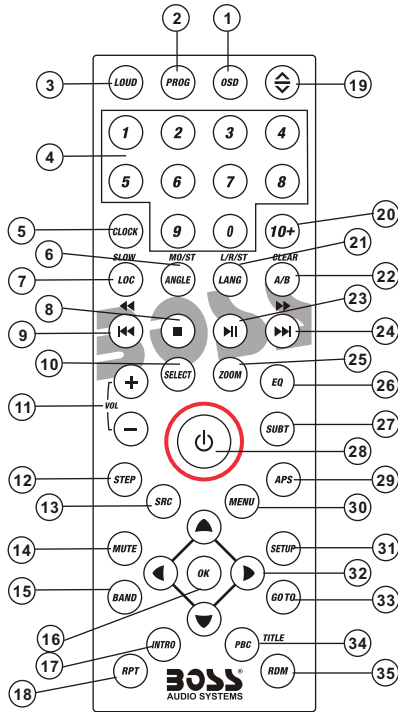 2 1
3 LOUD PROG OSD 19
1 2 3 4
4
5 6 7 8
5 CLOCK 9 0 10+ 20
6 SLOW MO/ST L/R/ST CLEAR 21
7 LOC ANGLE LANG A/B 22
8 23
9 BOSS 24
10 SELECT ZOOM 25
11 VOL + EQ 26
− SUBT 27
28
12 STEP APS 29
13 SRC MENU 30
14 MUTE SETUP 31
OK 32
15 BAND GO TO 33
16
17 INTRO PBC TITLE 34
18 RPT RDM 35
BOSS
AUDIO SYSTEMS